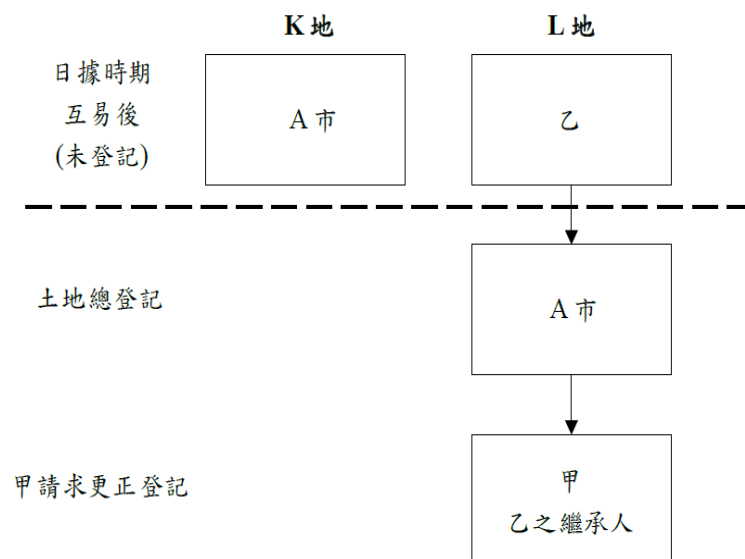 K地
L地
日據時期
互易後
(未登記)
A市
乙
土地總登記
A市
甲請求更正登記
甲
乙之繼承人